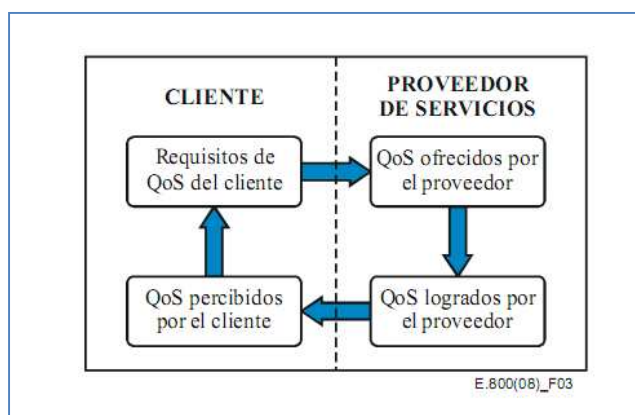 CLIENTE
PROVEEDOR
DE SERVICIOS
Requisitos de
QoS del cliente
QoS ofrecidos por
el proveedor
QoS percibidos
por el cliente
QoS logrados por
el proveedor
E.800(08)_F03